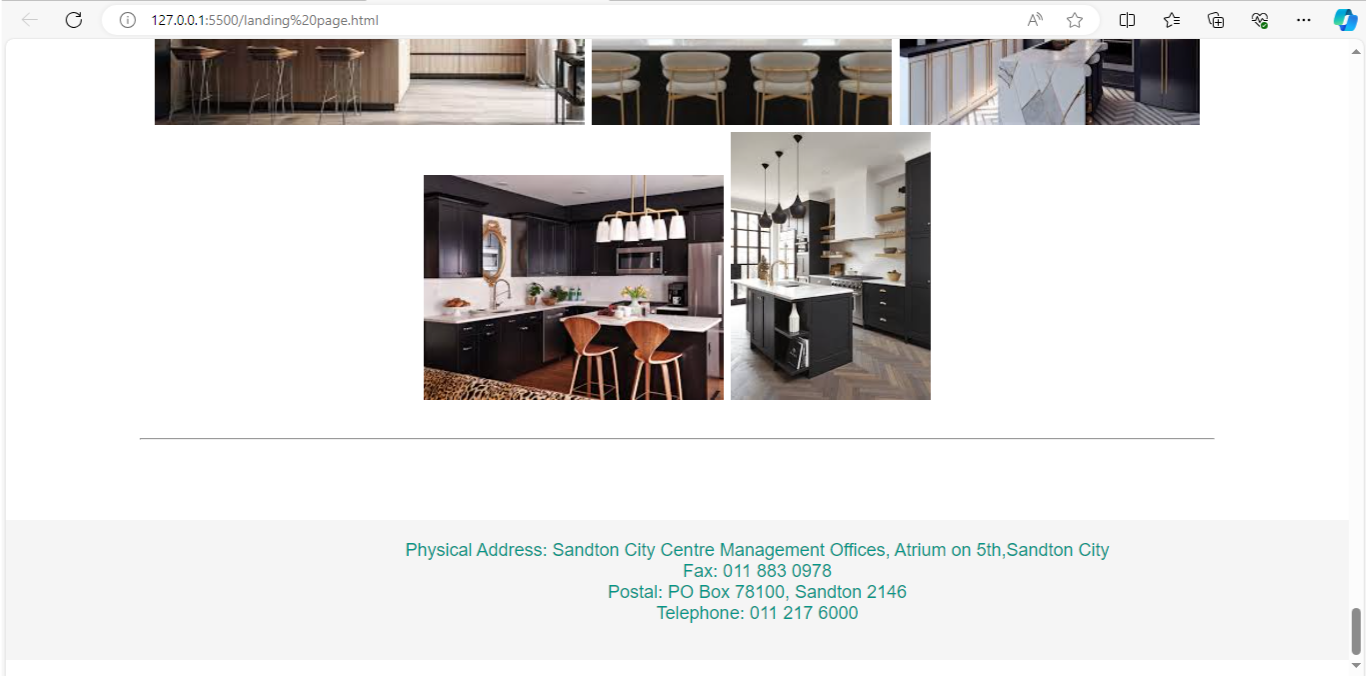 127.0.0.1:5500/landing%20page.html
Physical Address: Sandton City Centre Management Offices, Atrium on 5th,Sandton City
Fax: 011 883 0978
Postal: PO Box 78100, Sandton 2146
Telephone: 011 217 6000